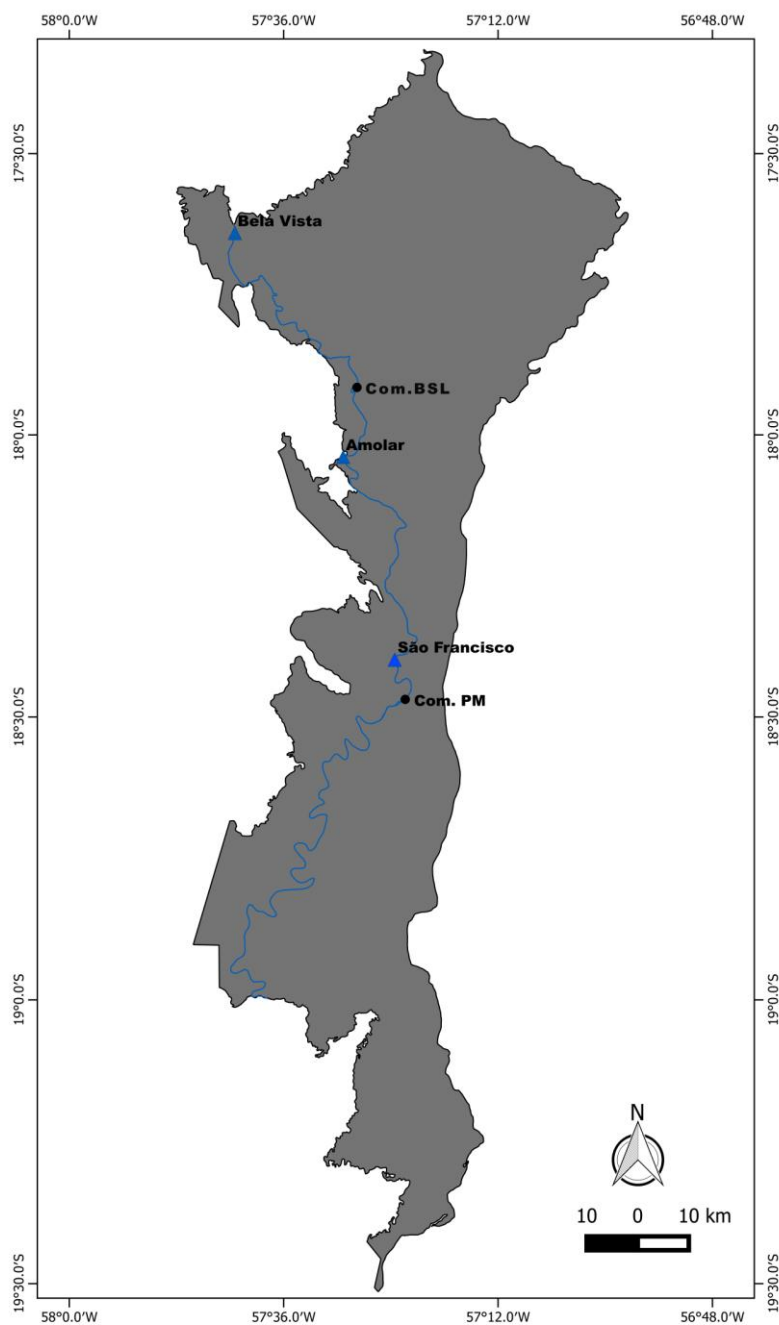 58°0.0'W 57°36.0'W 57°12.0'W 56°48.0'W
17°30.0'S 17°30.0'S
Bela Vista
Com.BSL
18°0.0'S 18°0.0'S
Amolar
São Francisco
Com. PM
18°30.0'S 18°30.0'S
19°0.0'S 19°0.0'S
N
10 0 10 km
19°30.0'S 19°30.0'S
58°0.0'W 57°36.0'W 57°12.0'W 56°48.0'W